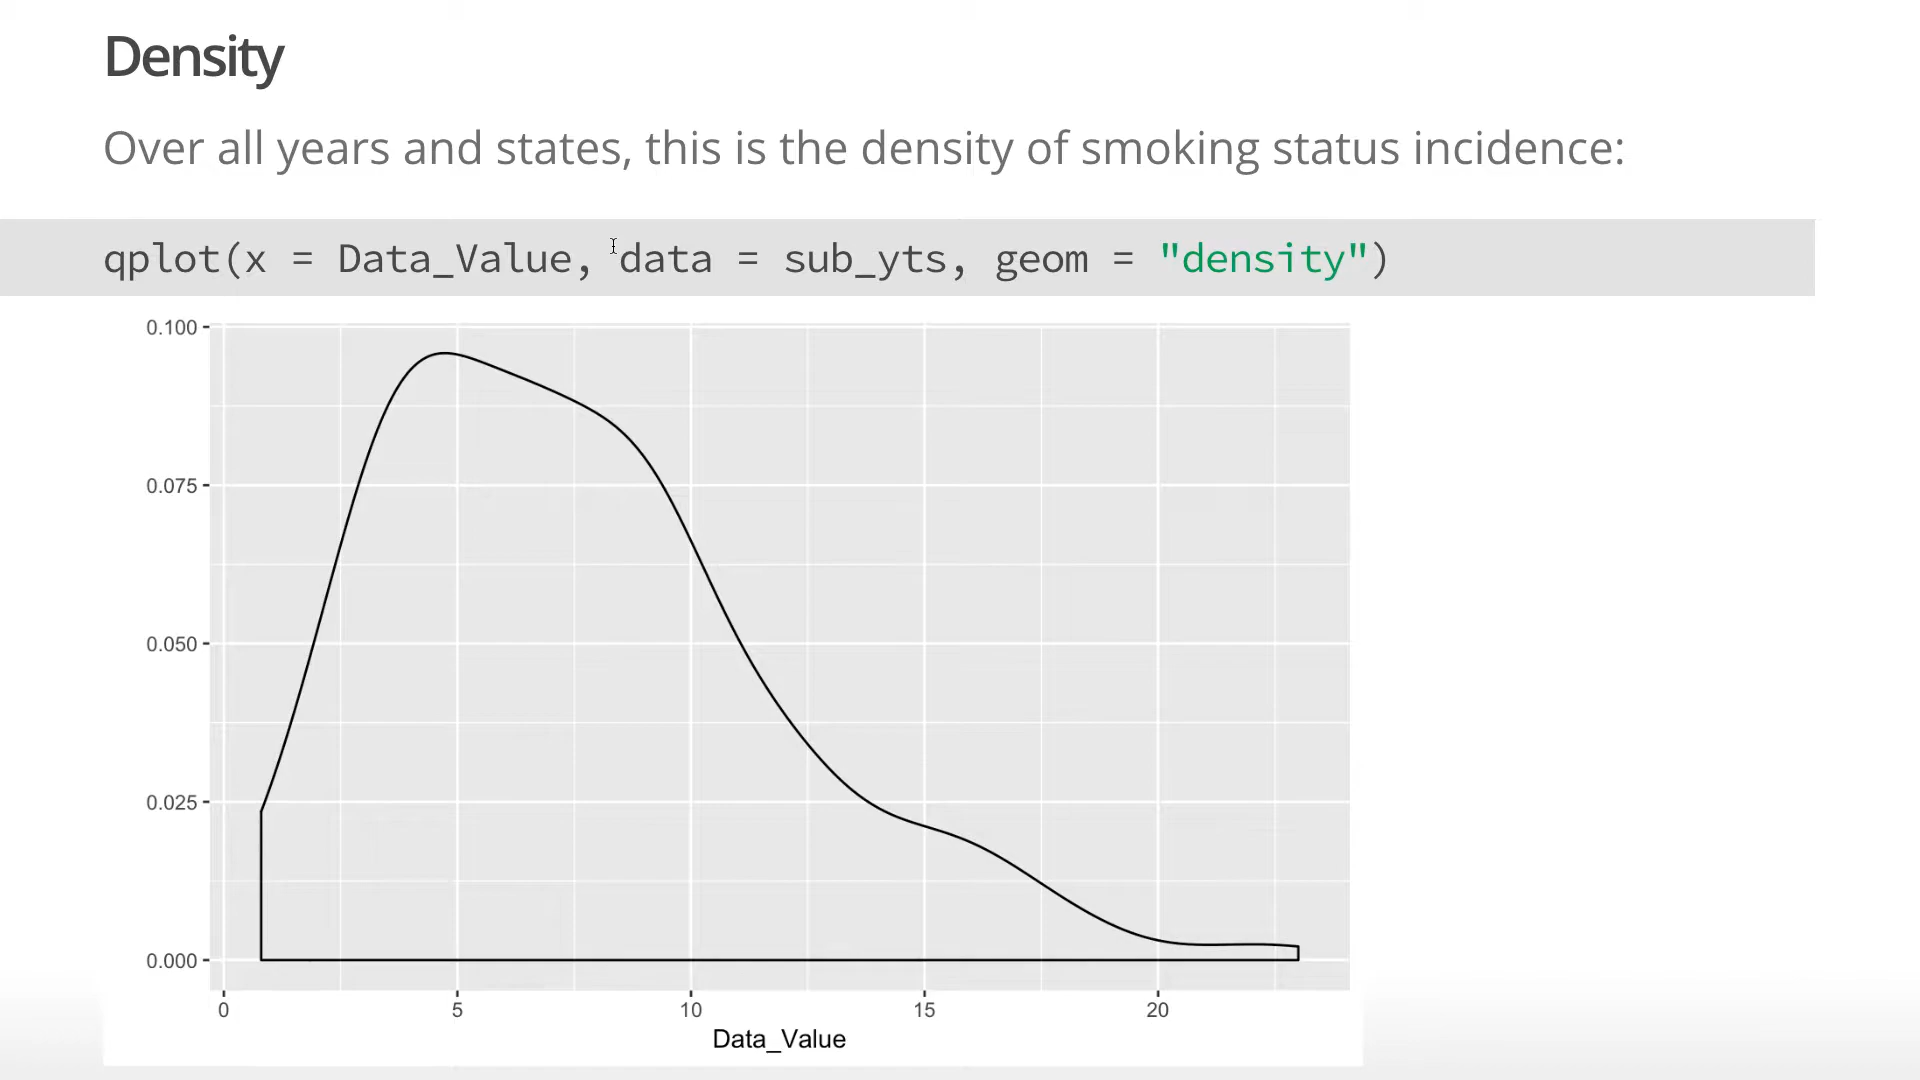 Density
Over all years and states, this is the density of smoking status incidence:
qplot(x = Data_Value, data = sub_yts, geom = "density")
0.100
0.075
0.050
0.025
0.000
0 5 10 15 20
Data_Value